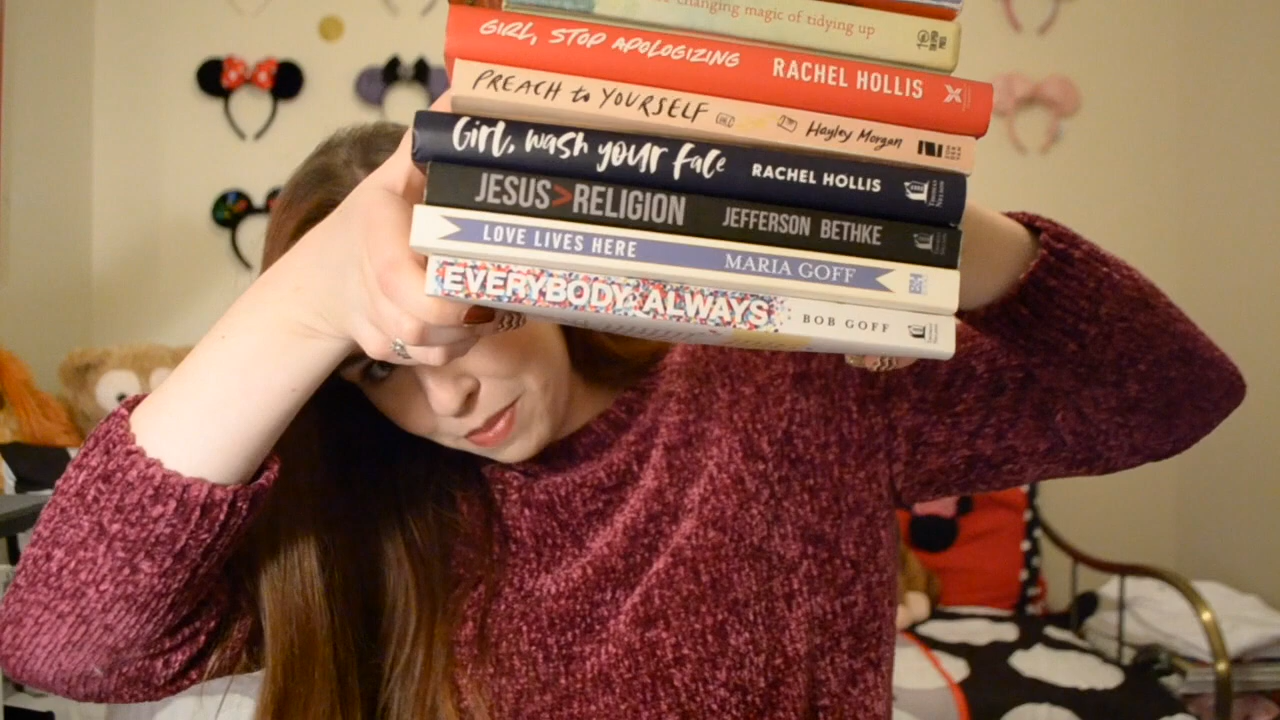 changing magic of tidying up
GIRL, STOP APOLOGIZING RACHEL HOLLIS
PREACH to YOURSELF Hayley Morgan
Girl, wash your face RACHEL HOLLIS
JESUS>RELIGION JEFFERSON BETHKE
LOVE LIVES HERE MARIA GOFF
EVERYBODY, ALWAYS BOB GOFF